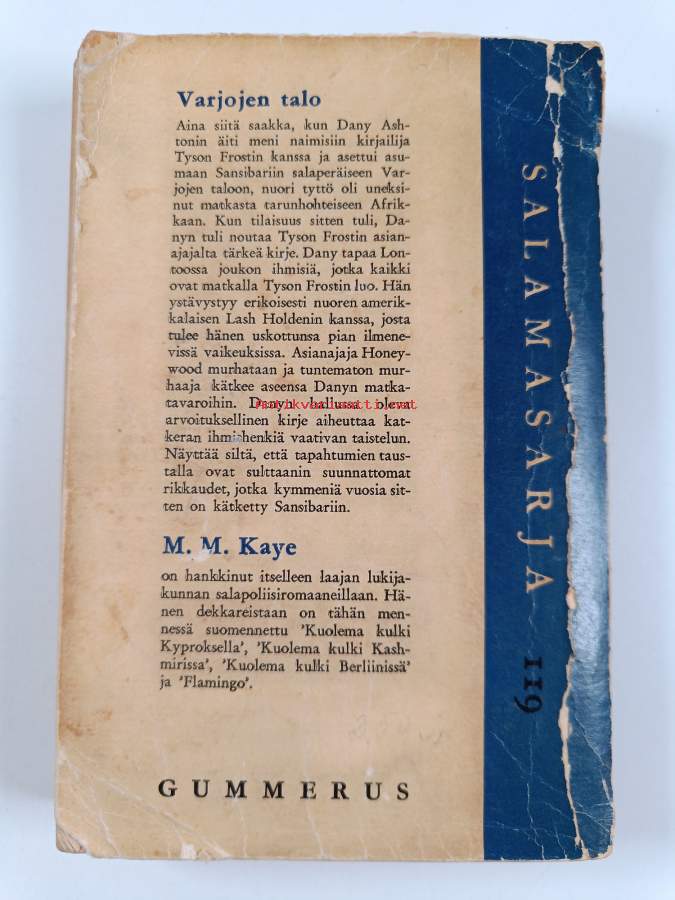 Varjojen talo
Aina siitä saakka, kun Dany Ash-
tonin äiti meni naimisiin kirjailija
Tyson Frostin kanssa ja asettui asu-
maan Sansibariin salaperäiseen Var-
jojen taloon, nuori tyttö oli uneksi-
nut matkasta tarunhohteiseen Afrik-
kaan. Kun tilaisuus sitten tuli, Da-
nyn tuli noutaa Tyson Frostin asian-
ajajalta tärkeä kirje. Dany tapaa Lon-
toossa joukon ihmisiä, jotka kaikki
ovat matkalla Tyson Frostin luo. Hän
ystävystyy erikoisesti nuoren amerik-
kalaisen Lash Holdenin kanssa, josta
tulee hänen uskottunsa pian ilmene-
vissä vaikeuksissa. Asianajaja Honey-
wood murhataan ja tuntematon mur-
haaja kätkee aseensa Danyn matka-
tavaroihin. Danyn hallussa oleva
arvoituksellinen kirje aiheuttaa kat-
keran ihmishenkiä vaativan taistelun.
Näyttää siltä, että tapahtumien taus-
talla ovat sulttaanin suunnattomat
rikkaudet, jotka kymmeniä vuosia sit-
ten on kätketty Sansibariin.
M. M. Kaye
on hankkinut itselleen laajan lukija-
kunnan salapoliisiromaaneillaan. Hä-
nen dekkareistaan on tähän men-
nessä suomennettu 'Kuolema kulki
Kyproksella', 'Kuolema kulki Kash-
mirissa', 'Kuolema kulki Berliinissä'
ja 'Flamingo'.
GUMMERUS
SALAMASARJA 119